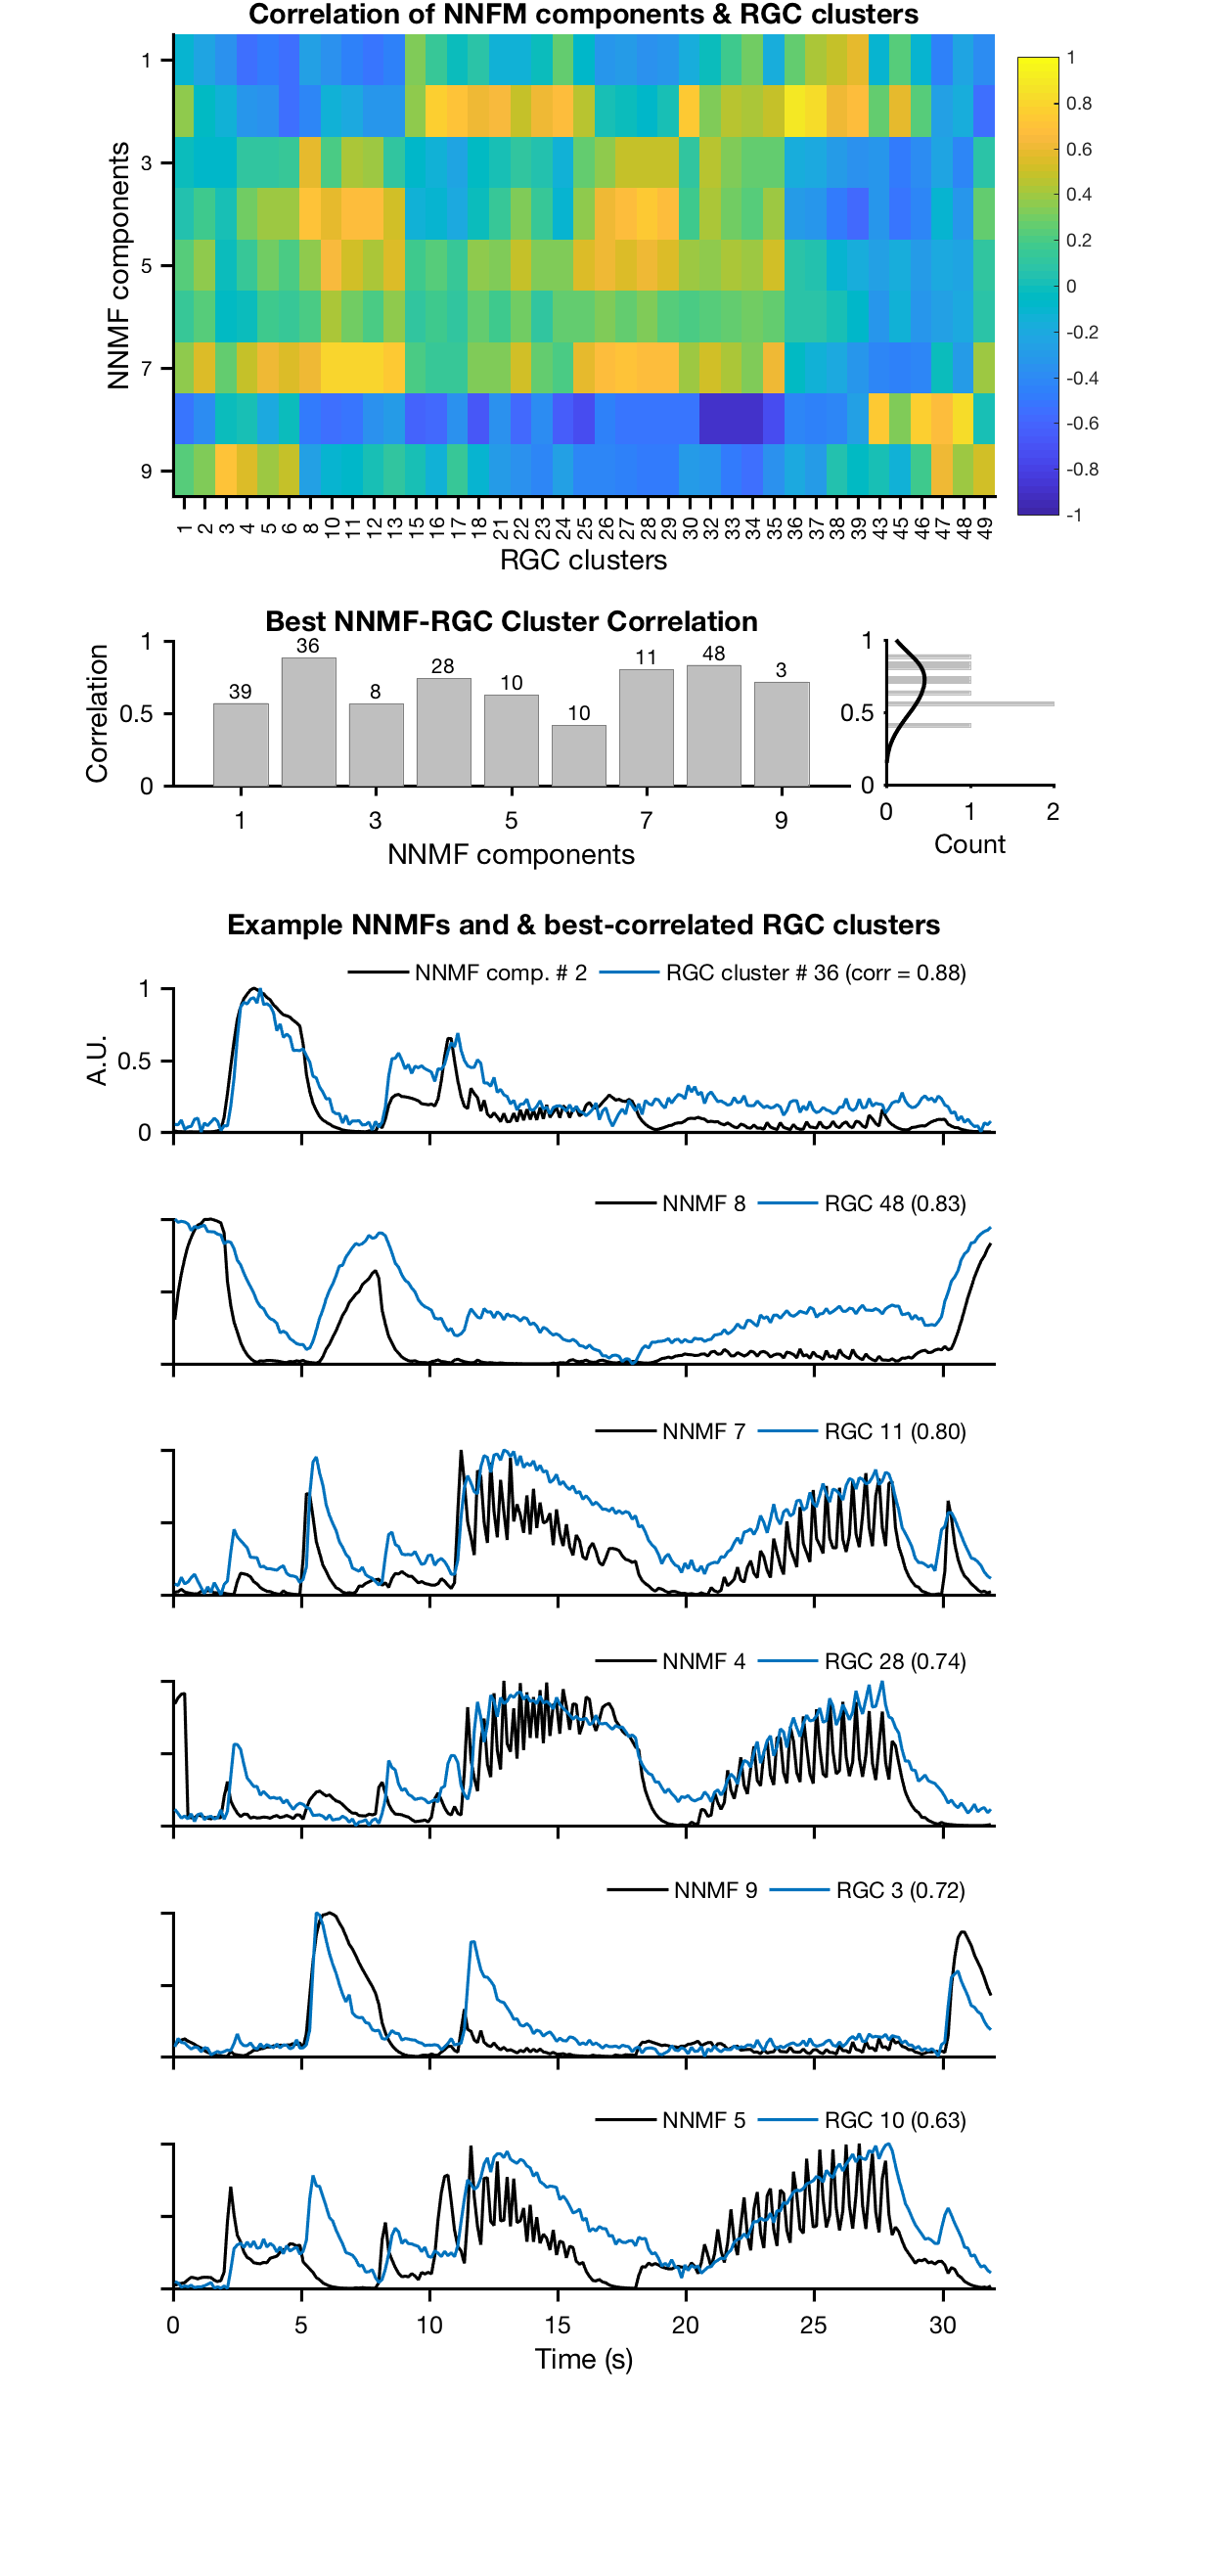 Correlation of NNFM components & RGC clusters
NNMF components
1
3
5
7
9
1
0.8
0.6
0.4
0.2
0
-0.2
-0.4
-0.6
-0.8
-1
1 2 3 4 5 6 8 10 11 12 13 15 16 17 18 21 22 23 24 25 26 27 28 29 30 32 33 34 35 36 37 38 39 43 45 46 47 48 49
RGC clusters
Best NNMF-RGC Cluster Correlation
Correlation
1
0.5
0
39 36 8 28 10 10 11 48 3
1 3 5 7 9
NNMF components
1
0.5
0
0 1 2
Count
Example NNMFs and & best-correlated RGC clusters
NNMF comp. # 2 RGC cluster # 36 (corr = 0.88)
A.U.
1
0.5
0
NNMF 8 RGC 48 (0.83)
NNMF 7 RGC 11 (0.80)
NNMF 4 RGC 28 (0.74)
NNMF 9 RGC 3 (0.72)
NNMF 5 RGC 10 (0.63)
0 5 10 15 20 25 30
Time (s)